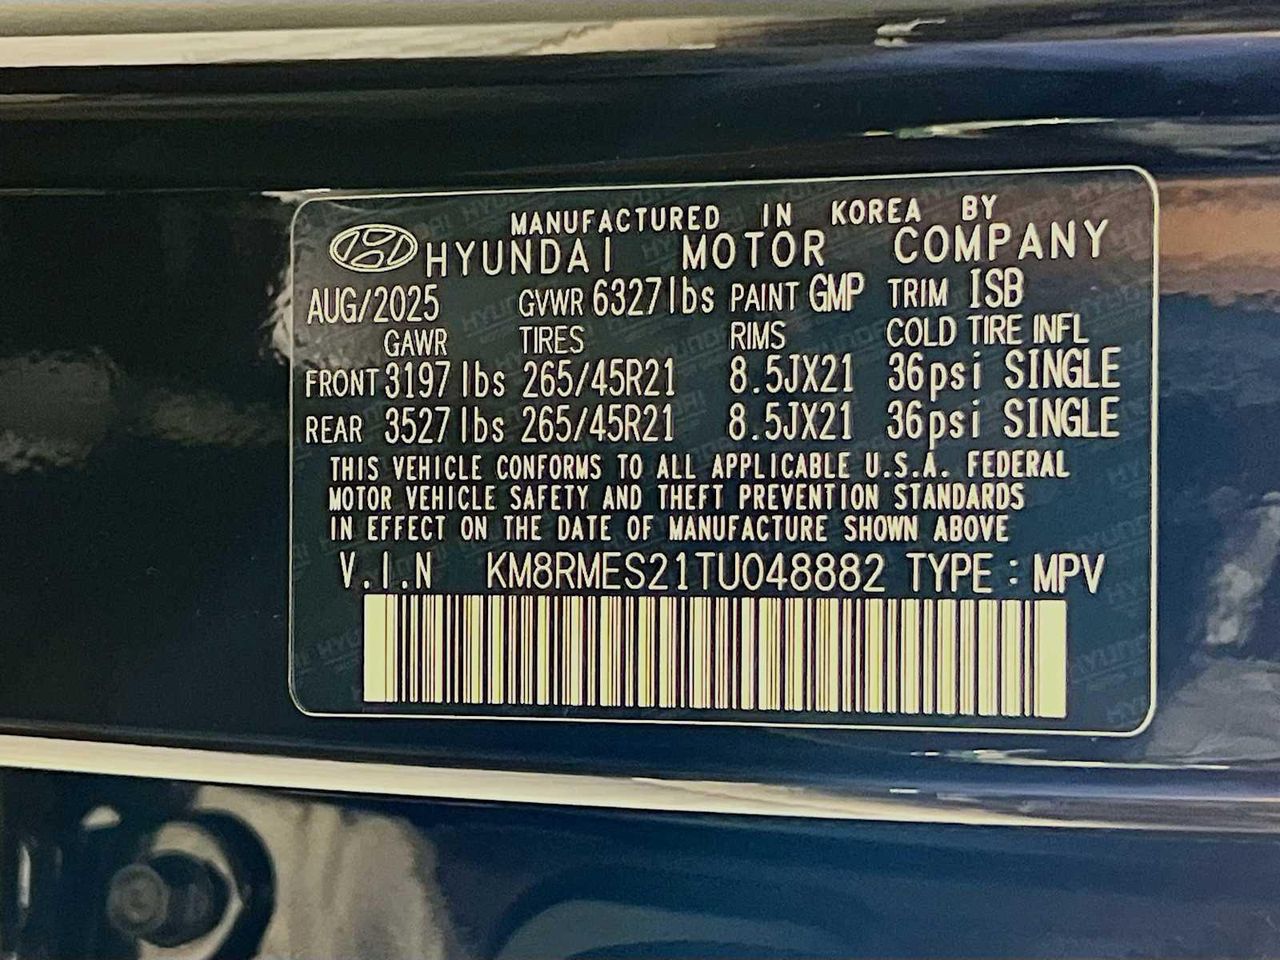 MANUFACTURED IN KOREA BY
HYUNDAI MOTOR COMPANY
AUG/2025 GVWR 6327lbs PAINT GMP TRIM ISB
GAWR TIRES RIMS COLD TIRE INFL
FRONT 3197lbs 265/45R21 8.5JX21 36psi SINGLE
REAR 3527lbs 265/45R21 8.5JX21 36psi SINGLE
THIS VEHICLE CONFORMS TO ALL APPLICABLE U.S.A. FEDERAL
MOTOR VEHICLE SAFETY AND THEFT PREVENTION STANDARDS
IN EFFECT ON THE DATE OF MANUFACTURE SHOWN ABOVE
V.I.N KM8RMES21TU048882 TYPE : MPV